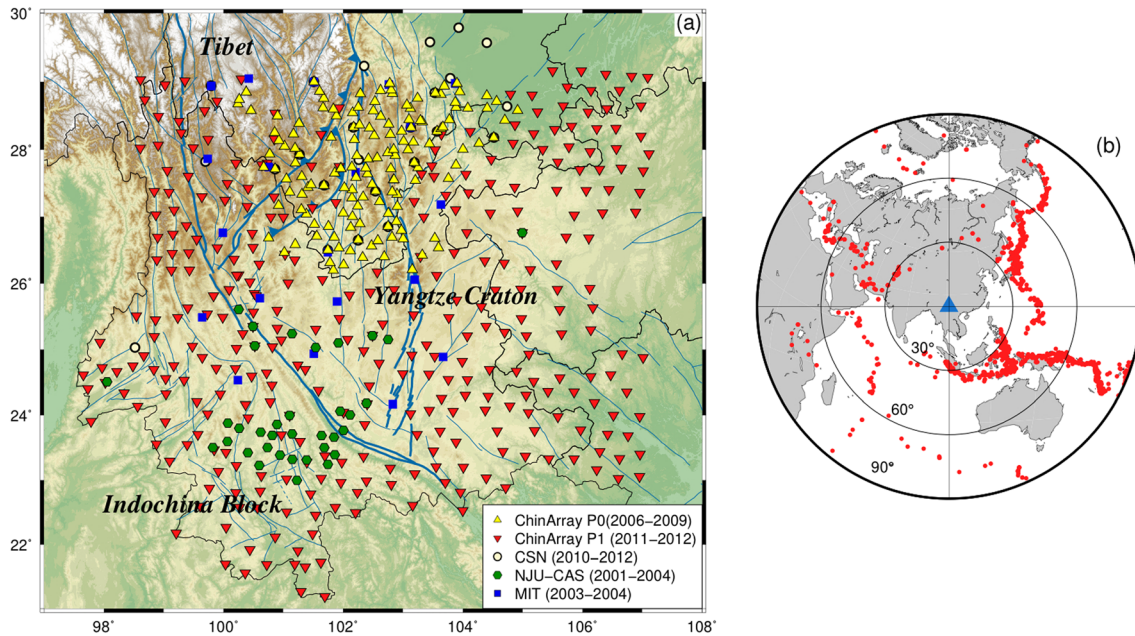 30°
(a)
Tibet
28°
26°
Yangtze Craton
24°
Indochina Block
22°
ChinArray P0(2006−2009)
ChinArray P1 (2011−2012)
CSN (2010−2012)
NJU−CAS (2001−2004)
MIT (2003−2004)
98°
100°
102°
104°
106°
108°
(b)
30°
60°
90°